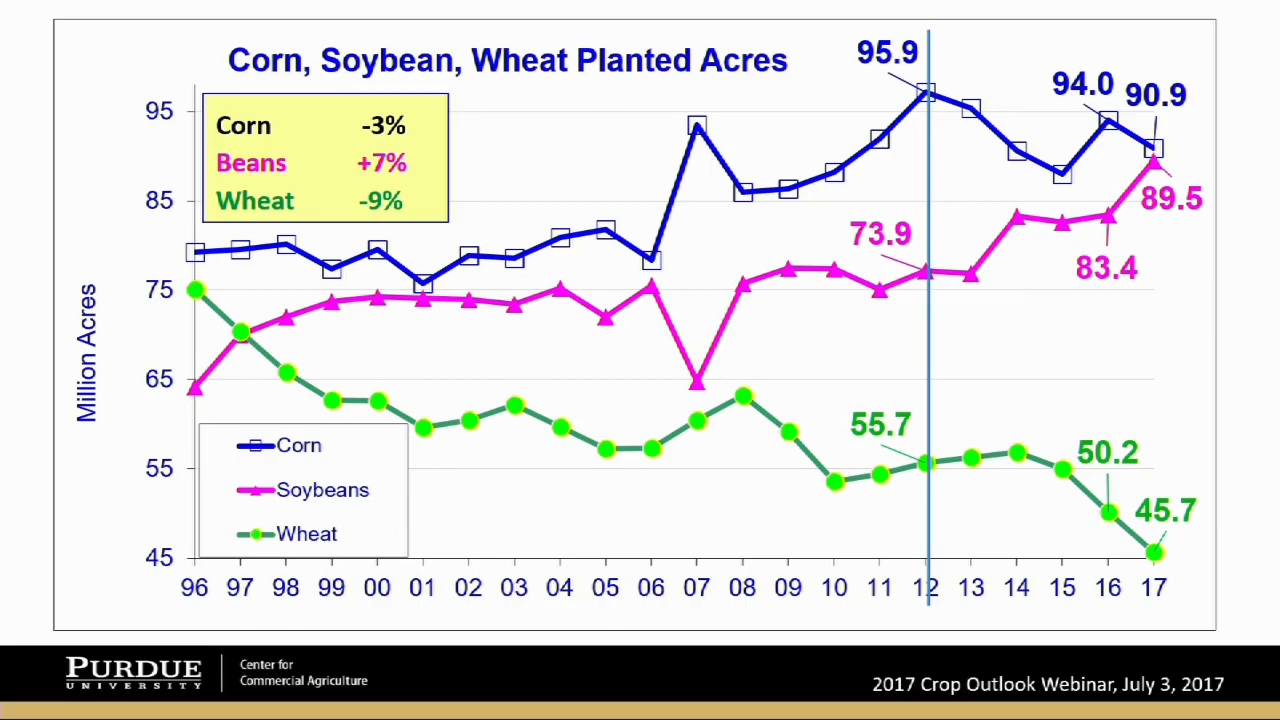 Corn, Soybean, Wheat Planted Acres
95.9
94.0
90.9
Corn -3%
Beans +7%
Wheat -9%
95
85
75
65
55
45
Million Acres
73.9
89.5
83.4
55.7
50.2
45.7
Corn
Soybeans
Wheat
96 97 98 99 00 01 02 03 04 05 06 07 08 09 10 11 12 13 14 15 16 17
PURDUE
UNIVERSITY
Center for
Commercial Agriculture
2017 Crop Outlook Webinar, July 3, 2017